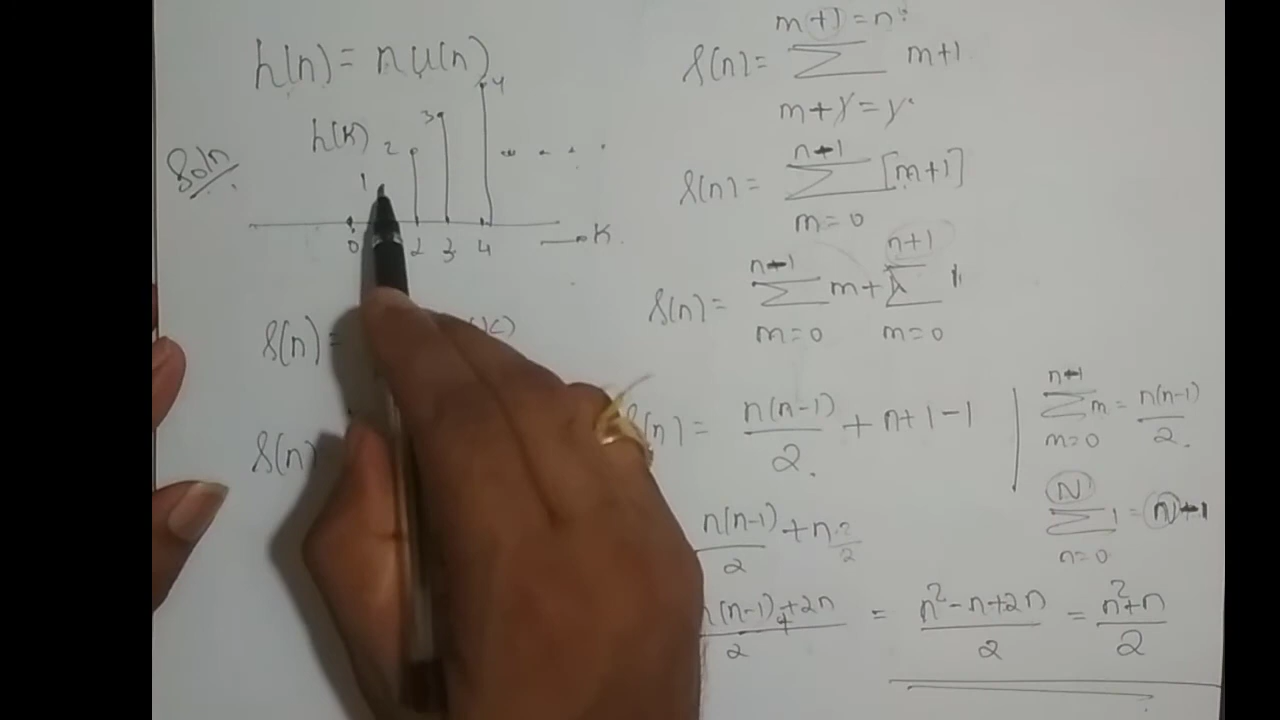 h(n) = n u(n)
h(k)
1 2 3 4
0 2 3 4 → k
Soln
s(n) =
s(n)
m+1 = n
s(n) = ∑ m+1
m+1 = 1
n-1
s(n) = ∑ [m+1]
m = 0
n-1 n+1
s(n) = ∑ m + ∑ 1
m=0 m=0
s(n) = n(n-1)/2 + n+1-1
n-1
∑ m = n(n-1)/2
m=0
N
∑ 1 = n+1
n=0
n(n-1)/2 + n 2/2
n(n-1)+2n/2 = n²-n+2n/2 = n²+n/2